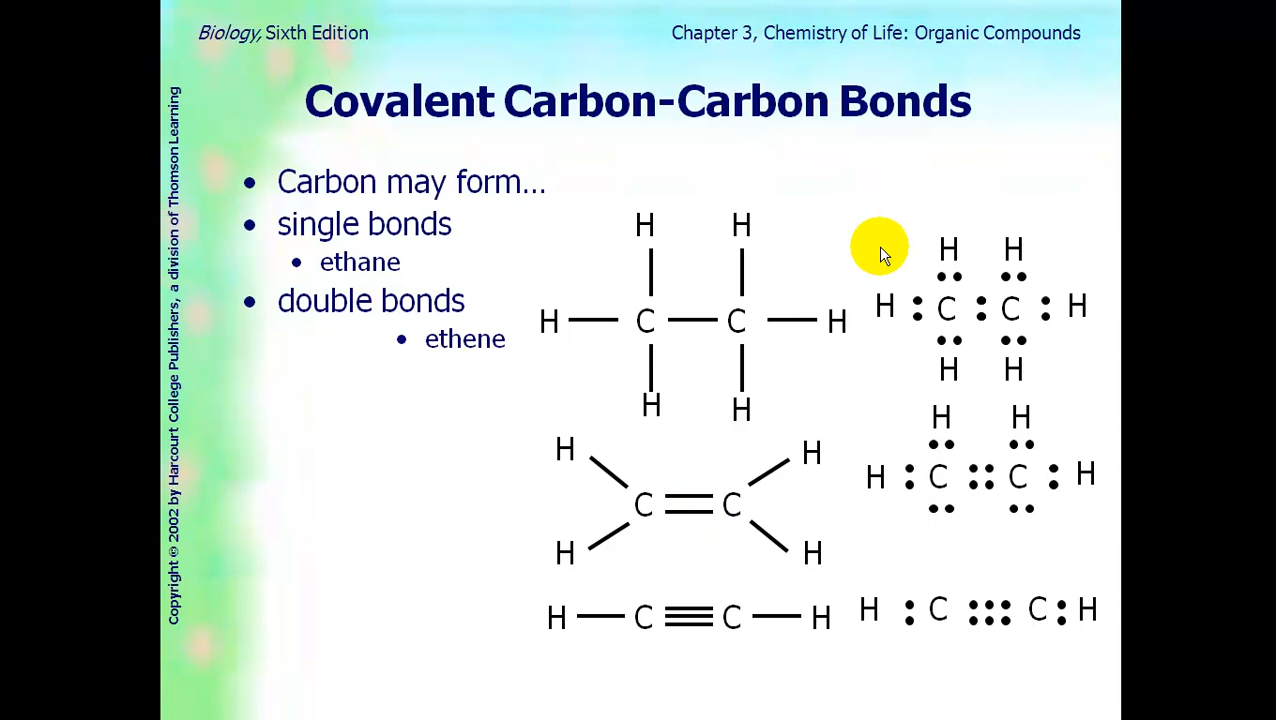 Biology, Sixth Edition
Chapter 3, Chemistry of Life: Organic Compounds
Covalent Carbon-Carbon Bonds
Copyright © 2002 by Harcourt College Publishers, a division of Thomson Learning
• Carbon may form…
• single bonds
• ethane
• double bonds
• ethene
H H
H C C H
H H
H H
C C
H H
H C C H
H H
H : C : C : H
H H
H H
H : C :: C : H
H : C ::: C : H